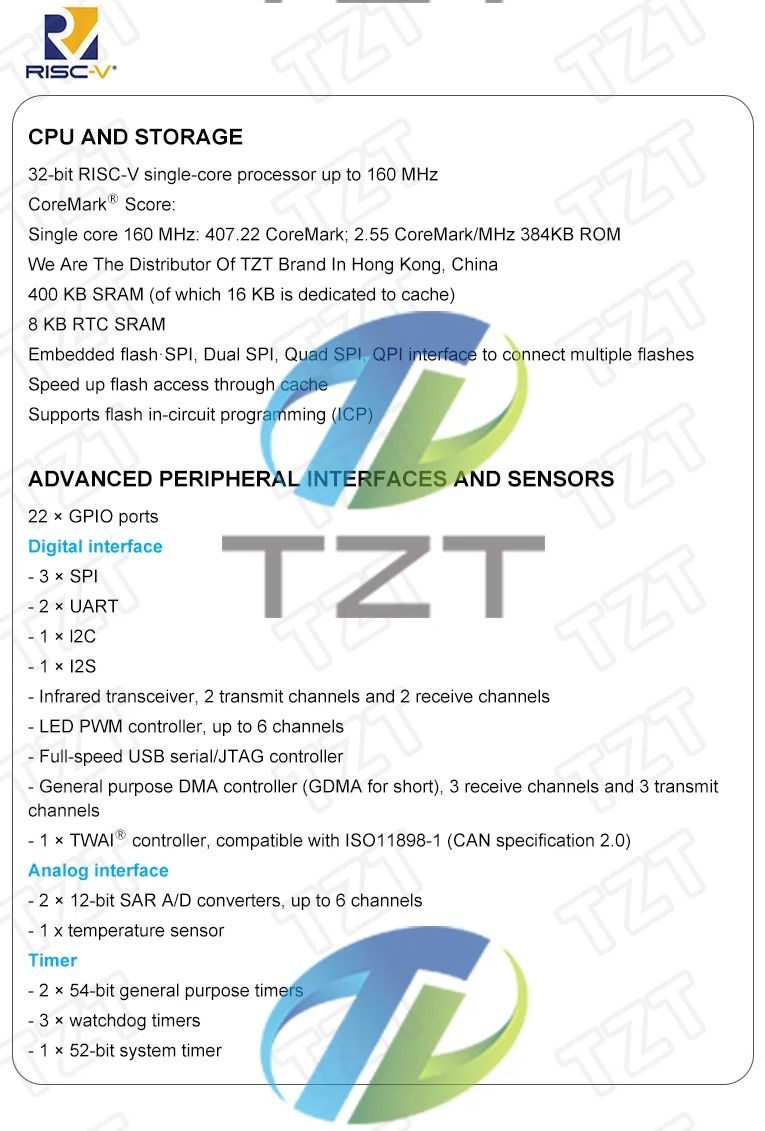 TZT
RISC-V®
CPU AND STORAGE
32-bit RISC-V single-core processor up to 160 MHz
CoreMark® Score:
Single core 160 MHz: 407.22 CoreMark; 2.55 CoreMark/MHz 384KB ROM
We Are The Distributor Of TZT Brand In Hong Kong, China
400 KB SRAM (of which 16 KB is dedicated to cache)
8 KB RTC SRAM
Embedded flash·SPI, Dual SPI, Quad SPI, QPI interface to connect multiple flashes
Speed up flash access through cache
Supports flash in-circuit programming (ICP)
ADVANCED PERIPHERAL INTERFACES AND SENSORS
22 × GPIO ports
Digital interface
TZT
- 3 × SPI
- 2 × UART
- 1 × I2C
- 1 × I2S
- Infrared transceiver, 2 transmit channels and 2 receive channels
- LED PWM controller, up to 6 channels
- Full-speed USB serial/JTAG controller
- General purpose DMA controller (GDMA for short), 3 receive channels and 3 transmit
channels
- 1 × TWAI® controller, compatible with ISO11898-1 (CAN specification 2.0)
Analog interface
- 2 × 12-bit SAR A/D converters, up to 6 channels
- 1 x temperature sensor
Timer
- 2 × 54-bit general purpose timers
- 3 × watchdog timers
- 1 × 52-bit system timer